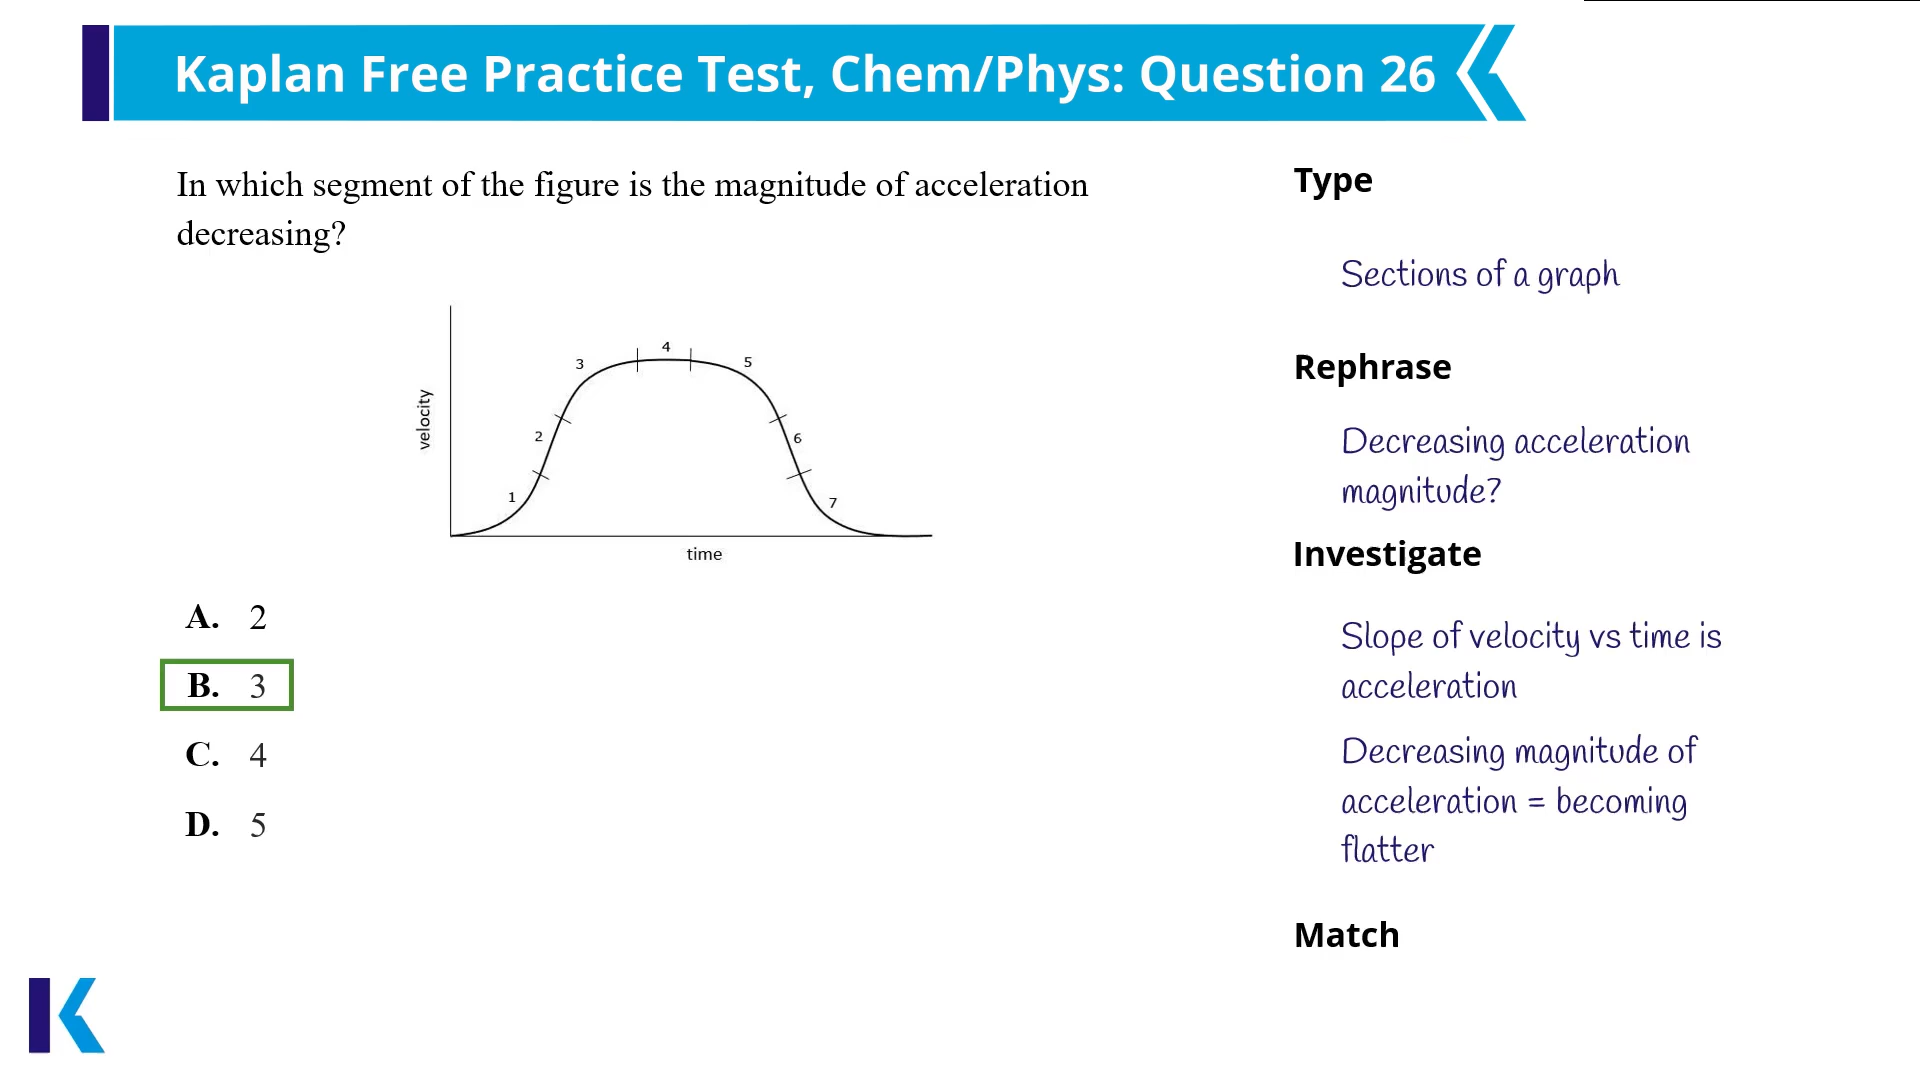 Kaplan Free Practice Test, Chem/Phys: Question 26
In which segment of the figure is the magnitude of acceleration
decreasing?
velocity
1
2
3
4
5
6
7
time
A. 2
B. 3
C. 4
D. 5
Type
Sections of a graph
Rephrase
Decreasing acceleration
magnitude?
Investigate
Slope of velocity vs time is
acceleration
Decreasing magnitude of
acceleration = becoming
flatter
Match
K